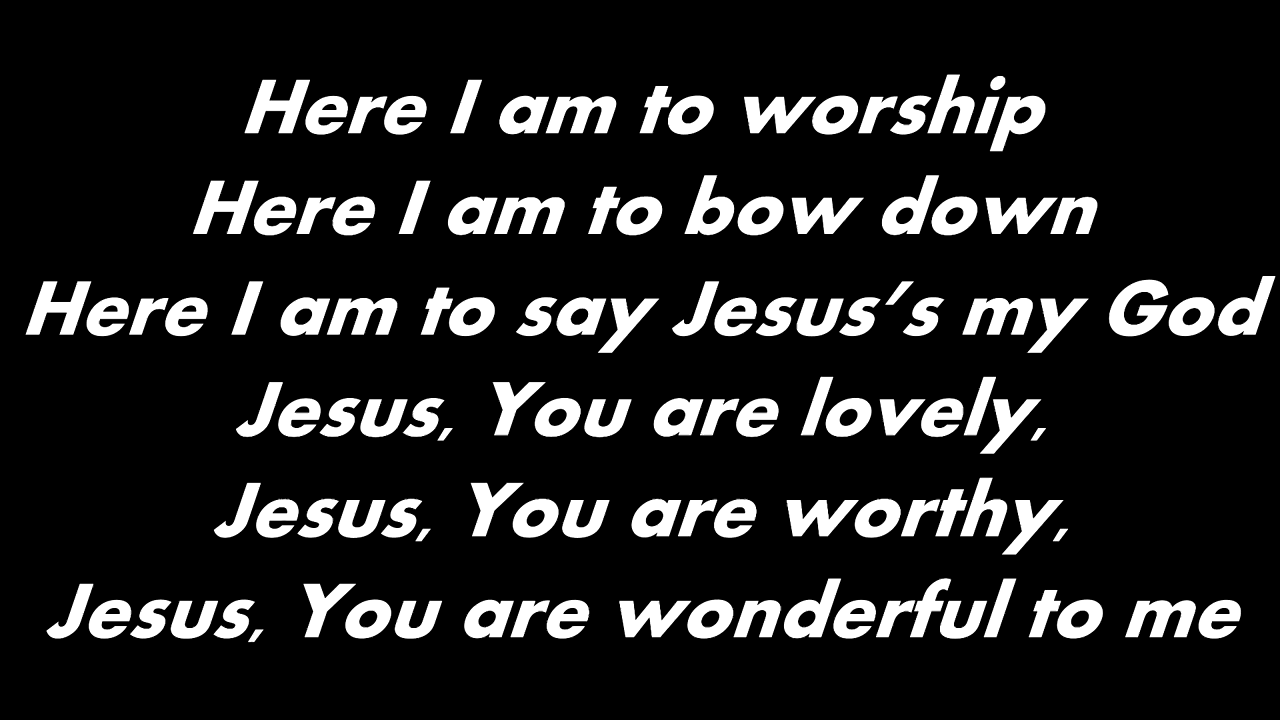 Here I am to worship
Here I am to bow down
Here I am to say Jesus’s my God
Jesus, You are lovely,
Jesus, You are worthy,
Jesus, You are wonderful to me